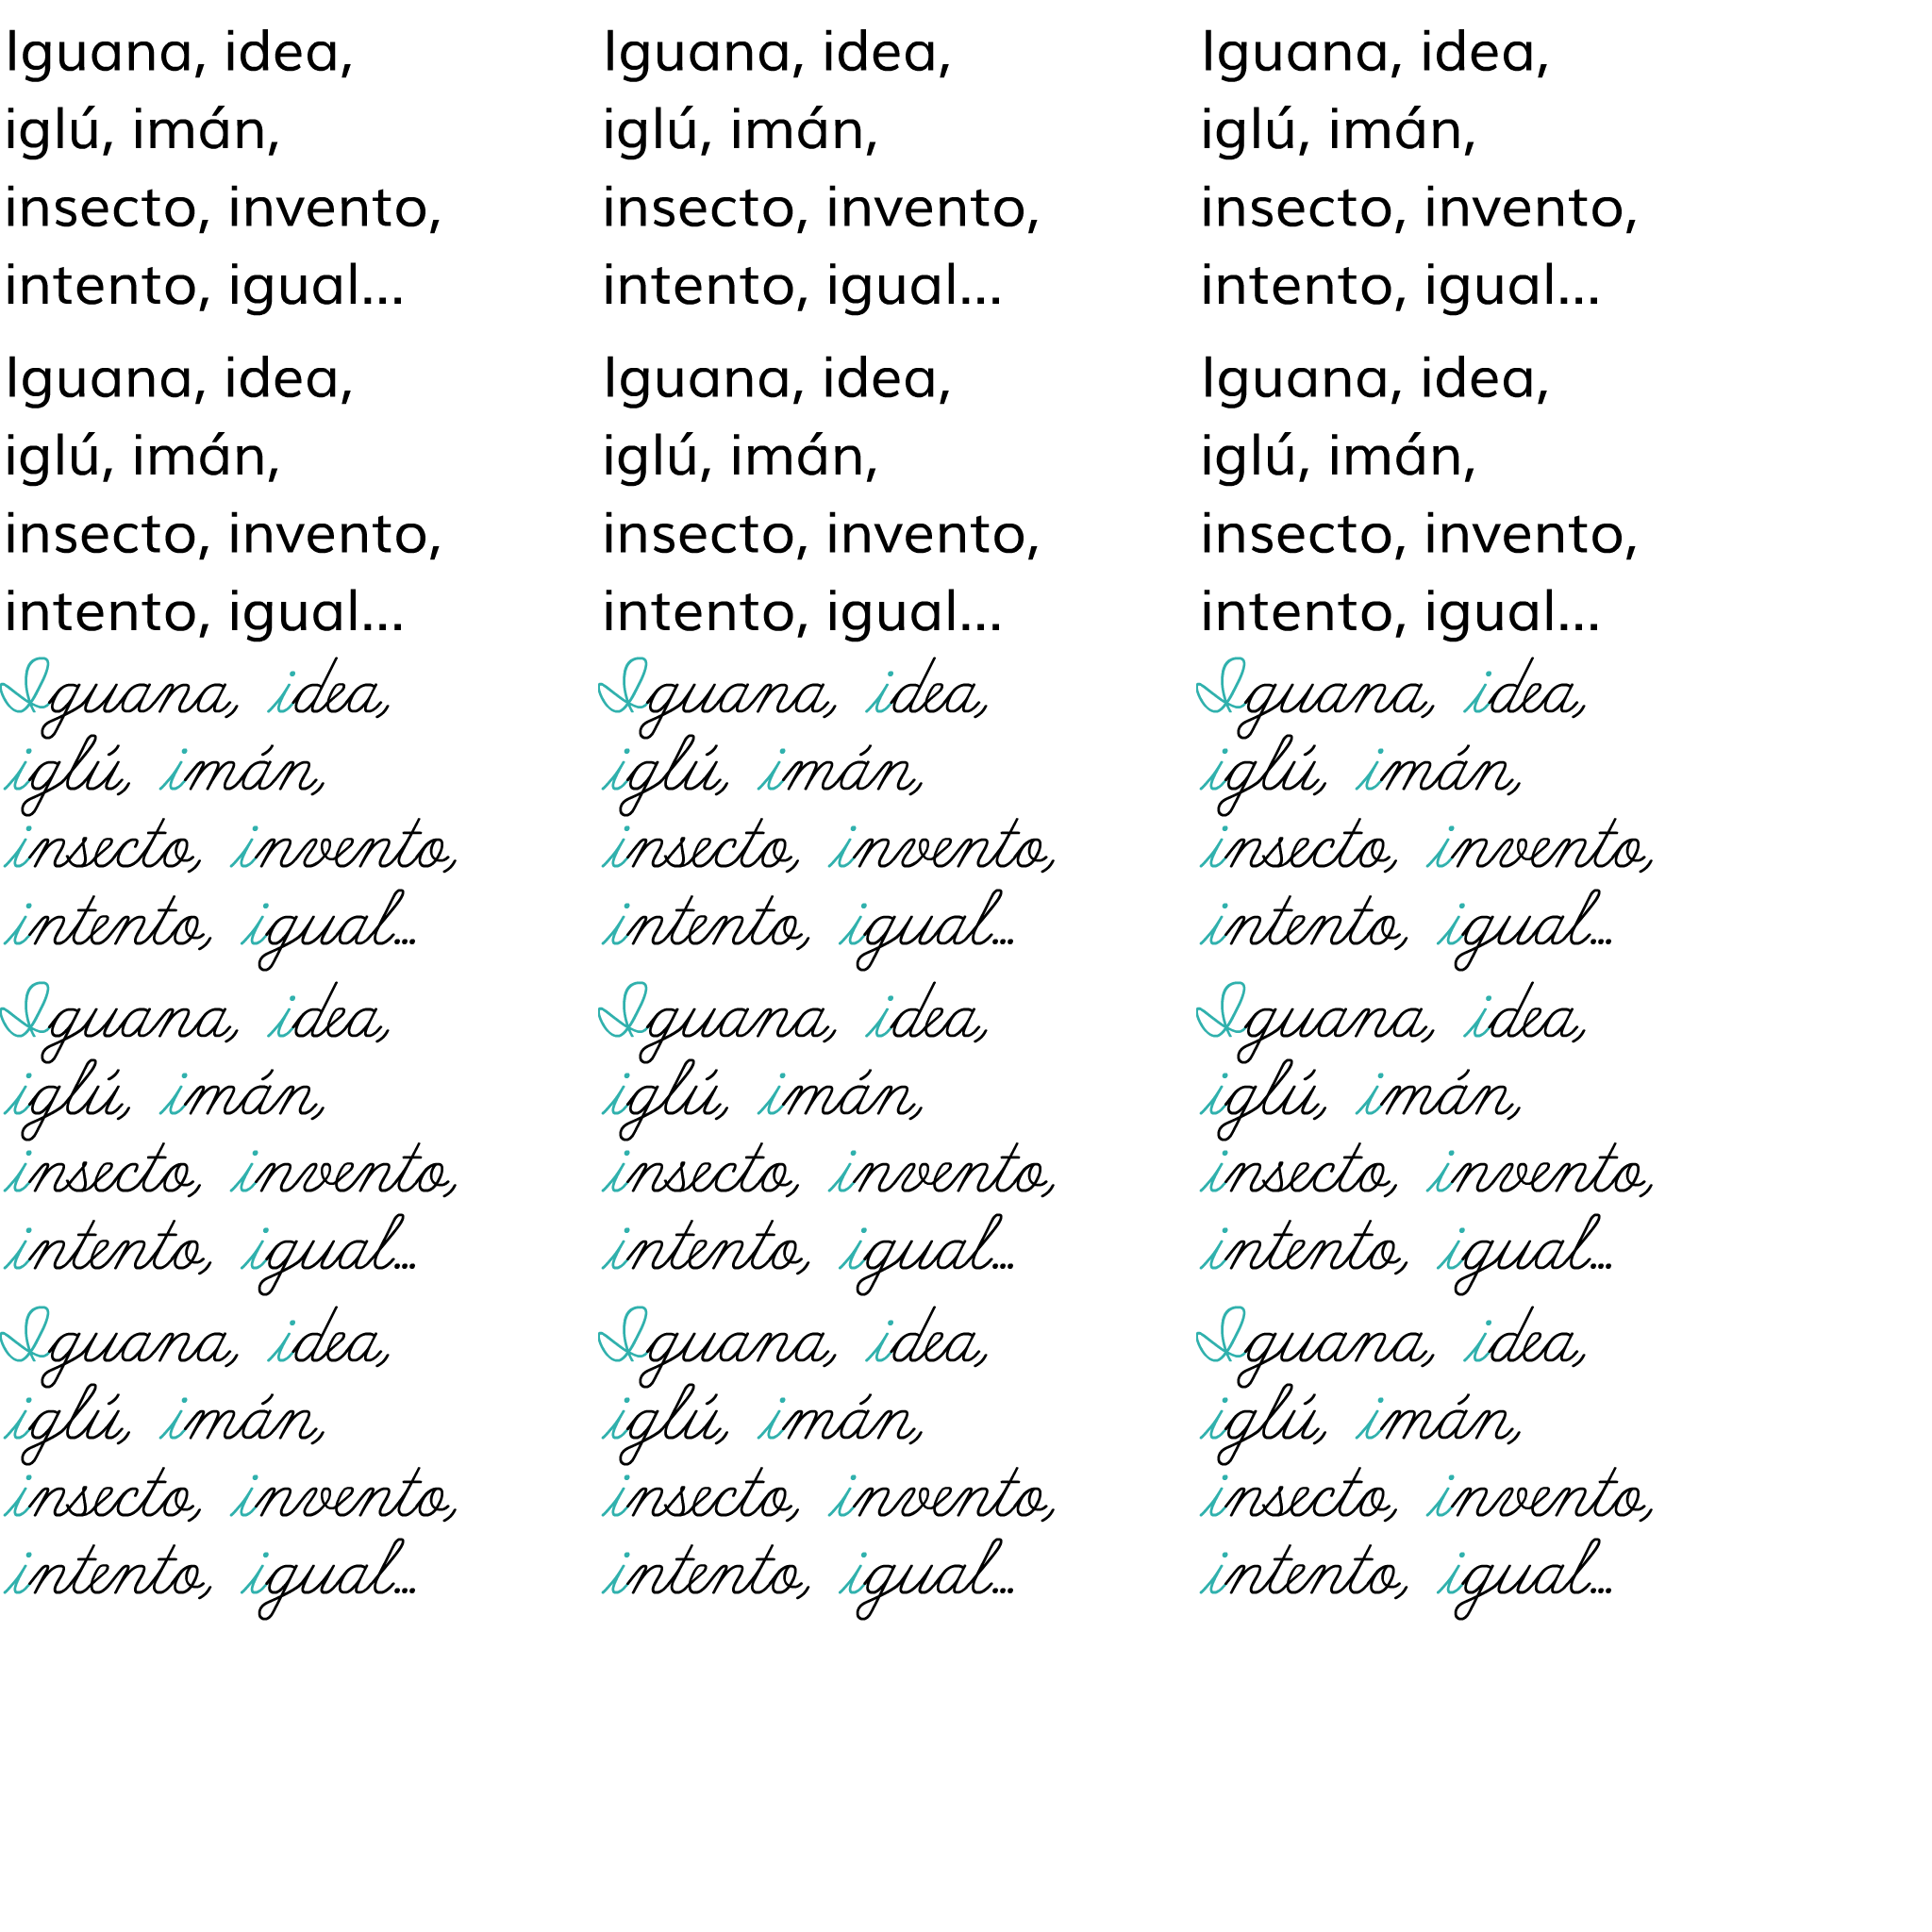 Iguana, idea, Iguana, idea, Iguana, idea,
iglú, imán, iglú, imán, iglú, imán,
insecto, invento, insecto, invento, insecto, invento,
intento, igual... intento, igual... intento, igual...
Iguana, idea, Iguana, idea, Iguana, idea,
iglú, imán, iglú, imán, iglú, imán,
insecto, invento, insecto, invento, insecto, invento,
intento, igual... intento, igual... intento, igual...
Iguana, idea, Iguana, idea, Iguana, idea,
iglú, imán, iglú, imán, iglú, imán,
insecto, invento, insecto, invento, insecto, invento,
intento, igual... intento, igual... intento, igual...
Iguana, idea, Iguana, idea, Iguana, idea,
iglú, imán, iglú, imán, iglú, imán,
insecto, invento, insecto, invento, insecto, invento,
intento, igual... intento, igual... intento, igual...
Iguana, idea, Iguana, idea, Iguana, idea,
iglú, imán, iglú, imán, iglú, imán,
insecto, invento, insecto, invento, insecto, invento,
intento, igual... intento, igual... intento, igual...